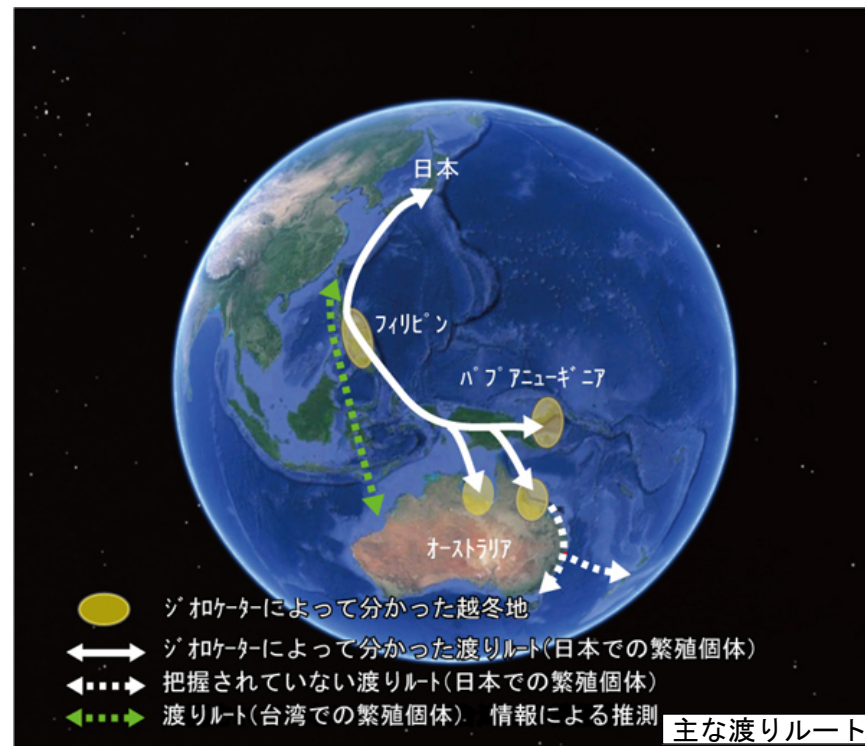 日本
フィリピン
パプアニューギニア
オーストラリア
ジオロケーターによって分かった越冬地
ジオロケーターによって分かった渡りルート(日本での繁殖個体)
把握されていない渡りルート(日本での繁殖個体)
渡りルート(台湾での繁殖個体) 情報による推測
主な渡りルート